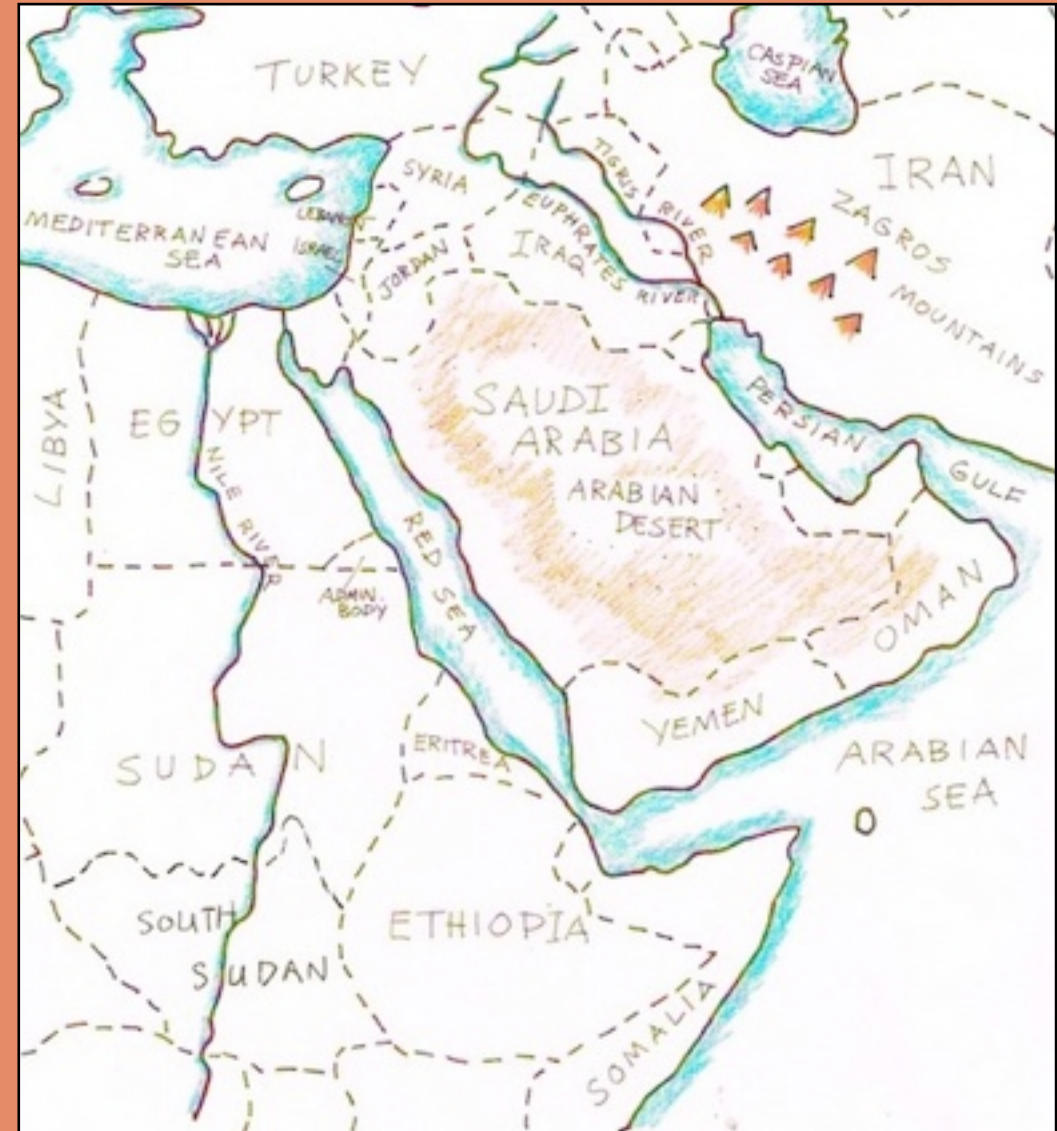 TURKEY
CASPIAN
SEA
IRAN
SYRIA
TIGRIS RIVER
ZAGROS
MOUNTAINS
LEBANON
MEDITERRANEAN
SEA
ISRAEL
JORDAN
IRAQ
EUPHRATES RIVER
LIBYA
EGYPT
NILE RIVER
SAUDI
ARABIA
ARABIAN
DESERT
PERSIAN GULF
RED SEA
ADMIN.
BODY
OMAN
YEMEN
ERITREA
SUDAN
ARABIAN
SEA
SOUTH
SUDAN
ETHIOPIA
SOMALIA